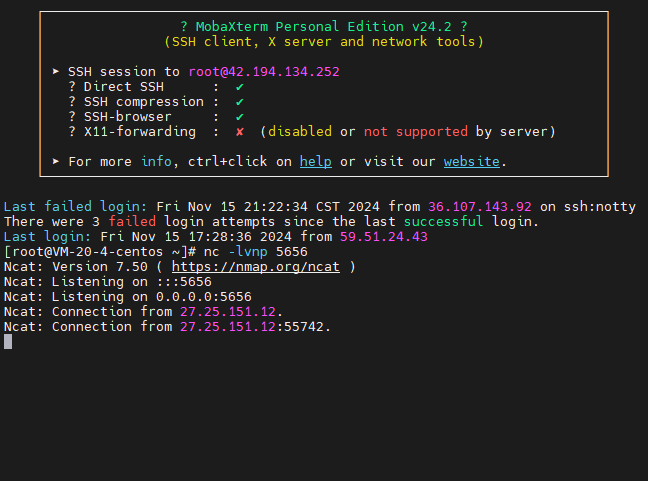 ? MobaXterm Personal Edition v24.2 ?
(SSH client, X server and network tools)
➤ SSH session to root@42.194.134.252
? Direct SSH      :  ✔
? SSH compression :  ✔
? SSH-browser     :  ✔
? X11-forwarding  :  ✘  (disabled or not supported by server)
➤ For more info, ctrl+click on help or visit our website.
Last failed login: Fri Nov 15 21:22:34 CST 2024 from 36.107.143.92 on ssh:notty
There were 3 failed login attempts since the last successful login.
Last login: Fri Nov 15 17:28:36 2024 from 59.51.24.43
[root@VM-20-4-centos ~]# nc -lvnp 5656
Ncat: Version 7.50 ( https://nmap.org/ncat )
Ncat: Listening on :::5656
Ncat: Listening on 0.0.0.0:5656
Ncat: Connection from 27.25.151.12.
Ncat: Connection from 27.25.151.12:55742.